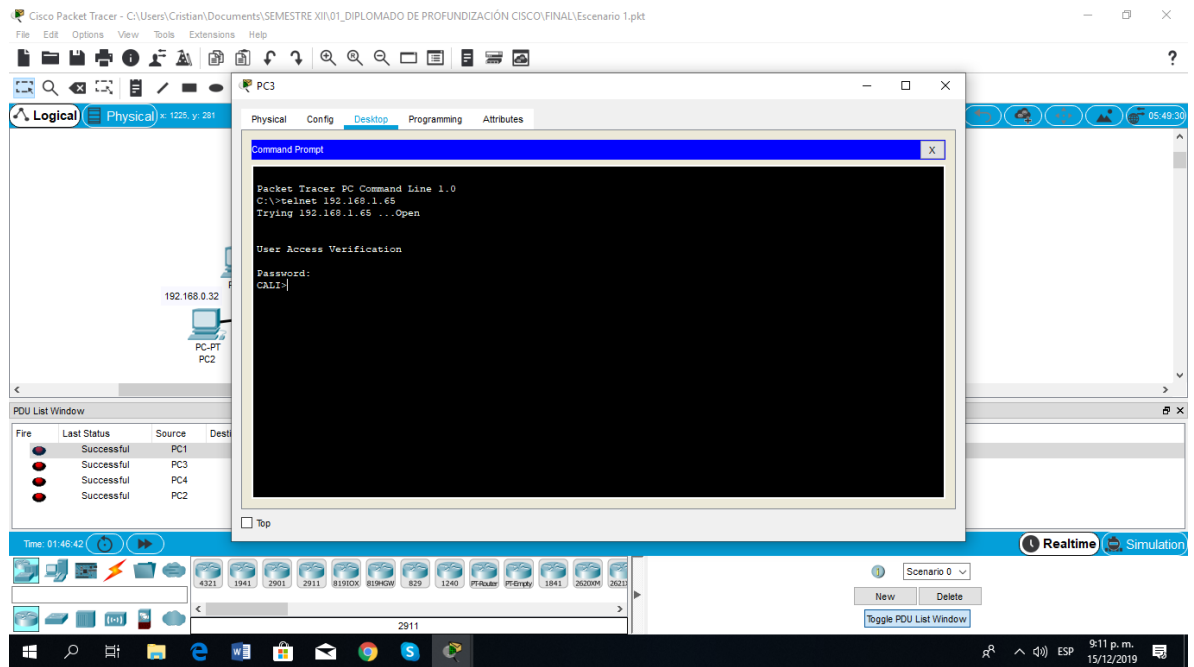 Cisco Packet Tracer - C:\Users\Cristian\Documents\SEMESTRE XII\01_DIPLOMADO DE PROFUNDIZACIÓN CISCO\FINAL\Escenario 1.pkt
File Edit Options View Tools Extensions Help
?
PC3
Logical Physical x: 1225, y: 281
05:49:30
Physical Config Desktop Programming Attributes
Command Prompt
X
Packet Tracer PC Command Line 1.0
C:\>telnet 192.168.1.65
Trying 192.168.1.65 ...Open
User Access Verification
Password:
CALI>
192.168.0.32
PC-PT
PC2
PDU List Window
Fire Last Status Source Desti
Successful PC1
Successful PC3
Successful PC4
Successful PC2
Top
Time: 01:46:42
Realtime Simulation
4321 1941 2901 2911 819IOX 819HGW 829 1240 PT-Router PT-Empty 1841 2620XM 2621
Scenario 0
New Delete
Toggle PDU List Window
2911
ESP
9:11 p. m.
15/12/2019